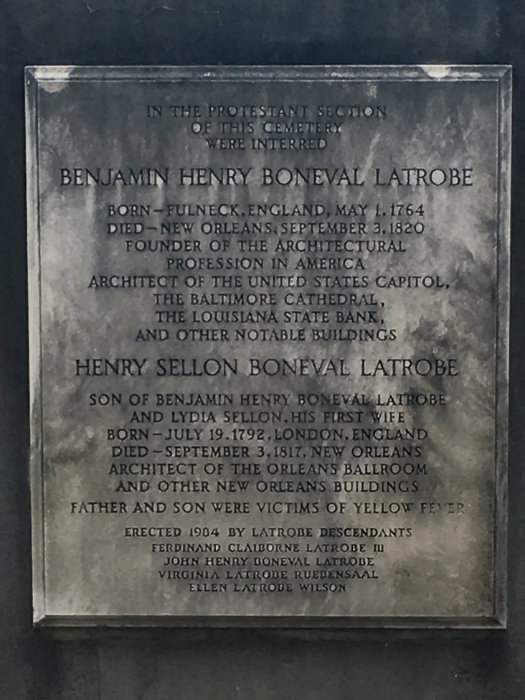 IN THE PROTESTANT SECTION
OF THIS CEMETERY
WERE INTERRED
BENJAMIN HENRY BONEVAL LATROBE
BORN–FULNECK, ENGLAND, MAY 1, 1764
DIED–NEW ORLEANS, SEPTEMBER 3, 1820
FOUNDER OF THE ARCHITECTURAL
PROFESSION IN AMERICA
ARCHITECT OF THE UNITED STATES CAPITOL,
THE BALTIMORE CATHEDRAL,
THE LOUISIANA STATE BANK,
AND OTHER NOTABLE BUILDINGS
HENRY SELLON BONEVAL LATROBE
SON OF BENJAMIN HENRY BONEVAL LATROBE
AND LYDIA SELLON, HIS FIRST WIFE
BORN–JULY 19, 1792, LONDON, ENGLAND
DIED–SEPTEMBER 3, 1817, NEW ORLEANS
ARCHITECT OF THE ORLEANS BALLROOM
AND OTHER NEW ORLEANS BUILDINGS
FATHER AND SON WERE VICTIMS OF YELLOW FEVER
ERECTED 1984 BY LATROBE DESCENDANTS
FERDINAND CLAIBORNE LATROBE III
JOHN HENRY BONEVAL LATROBE
VIRGINIA LATROBE RUEBENSAAL
ELLEN LATROBE WILSON